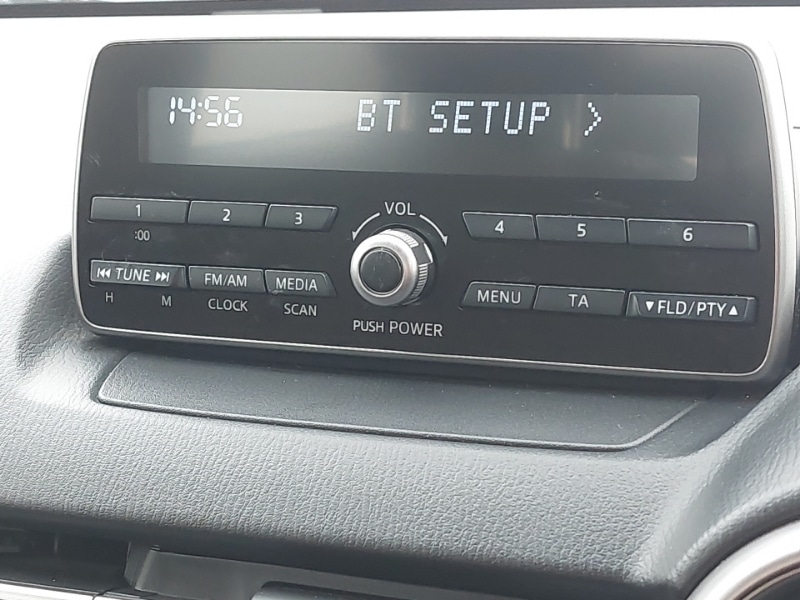 14:56 BT SETUP >
VOL
1 2 3 4 5 6
:00
⏮ TUNE ⏭ FM/AM MEDIA MENU TA ▼FLD/PTY▲
H M CLOCK SCAN
PUSH POWER